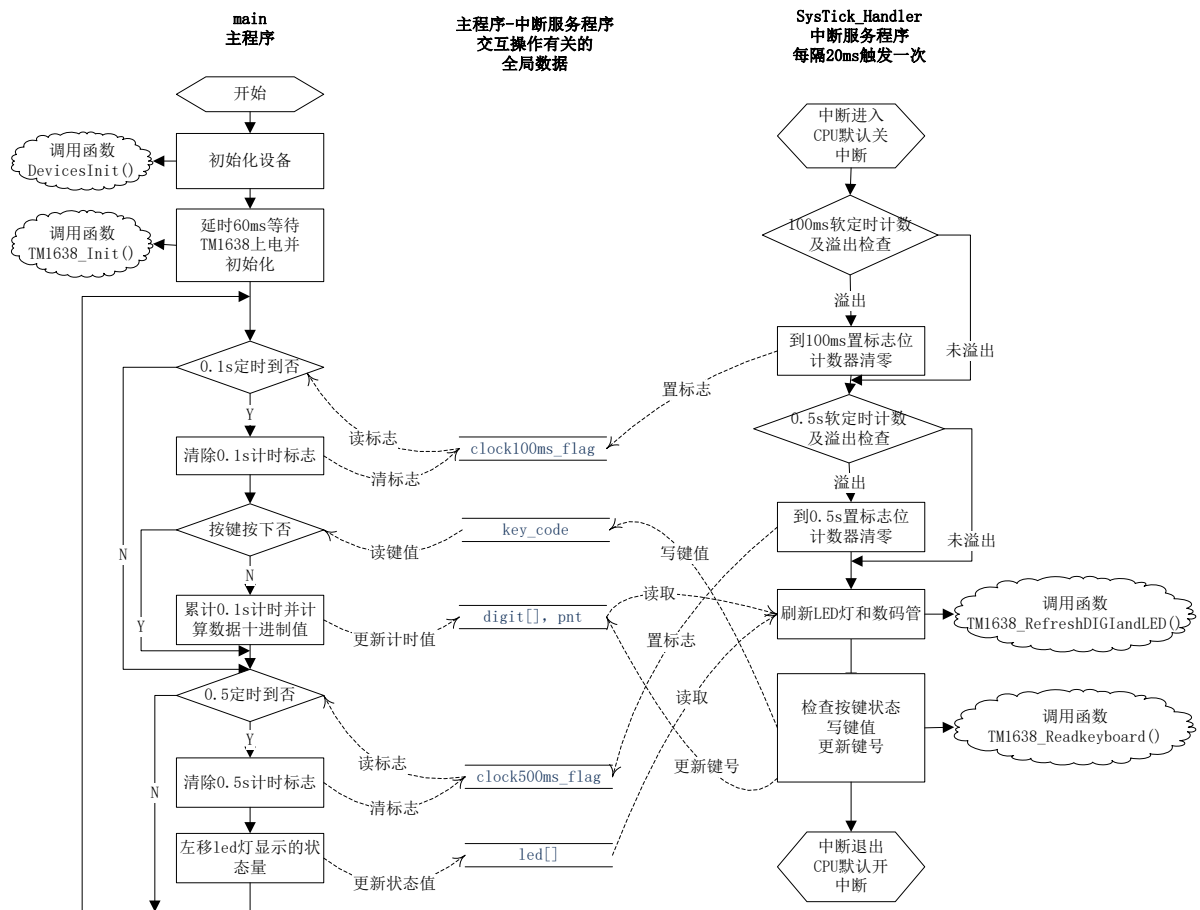 main
主程序
主程序-中断服务程序
交互操作有关的
全局数据
SysTick_Handler
中断服务程序
每隔20ms触发一次
开始
调用函数
DevicesInit()
初始化设备
调用函数
TM1638_Init()
延时60ms等待
TM1638上电并
初始化
0.1s定时到否
Y
N
清除0.1s计时标志
按键按下否
N
Y
累计0.1s计时并计
算数据十进制值
0.5定时到否
Y
N
清除0.5s计时标志
左移led灯显示的状
态量
读标志
清标志
置标志
clock100ms_flag
读键值
key_code
写键值
更新计时值
digit[], pnt
读取
置标志
读取
更新键号
读标志
清标志
clock500ms_flag
更新状态值
led[]
中断进入
CPU默认关
中断
100ms软定时计数
及溢出检查
溢出
未溢出
到100ms置标志位
计数器清零
0.5s软定时计数
及溢出检查
溢出
未溢出
到0.5s置标志位
计数器清零
刷新LED灯和数码管
调用函数
TM1638_RefreshDIGIandLED()
检查按键状态
写键值
更新键号
调用函数
TM1638_Readkeyboard()
中断退出
CPU默认开
中断